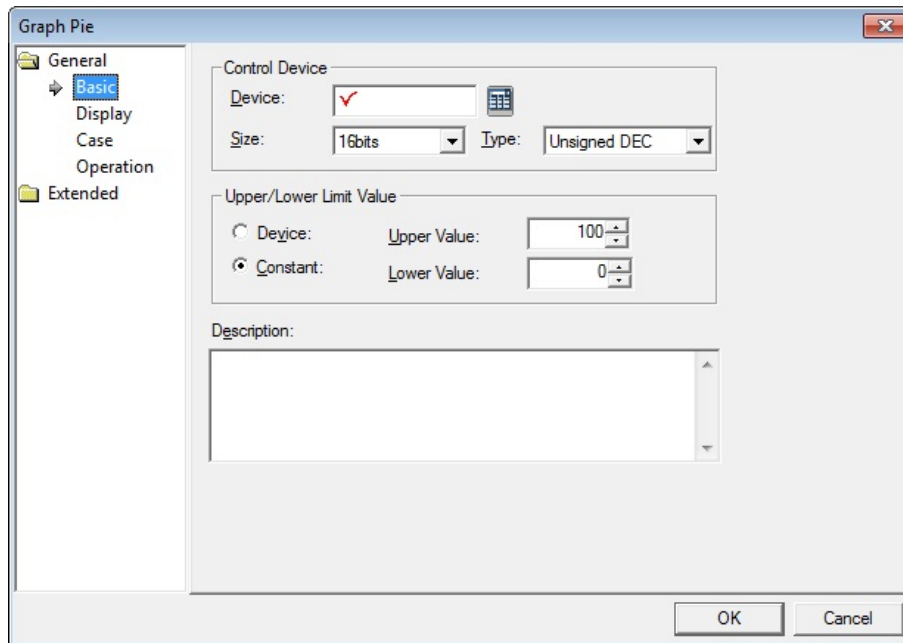 Graph Pie
General
Basic
Display
Case
Operation
Extended
Control Device
Device:
Size: 16bits Type: Unsigned DEC
Upper/Lower Limit Value
Device: Upper Value: 100
Constant: Lower Value: 0
Description:
OK Cancel